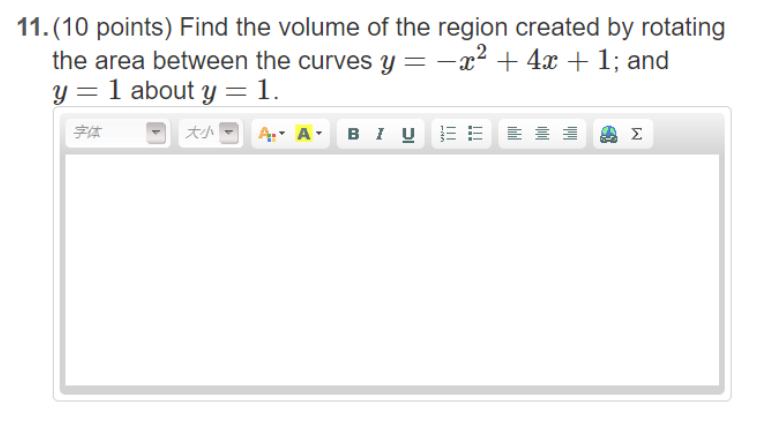 11. (10 points) Find the volume of the region created by rotating
the area between the curves y = −x² + 4x + 1; and
y = 1 about y = 1.
字体 大小 A A B I U Σ